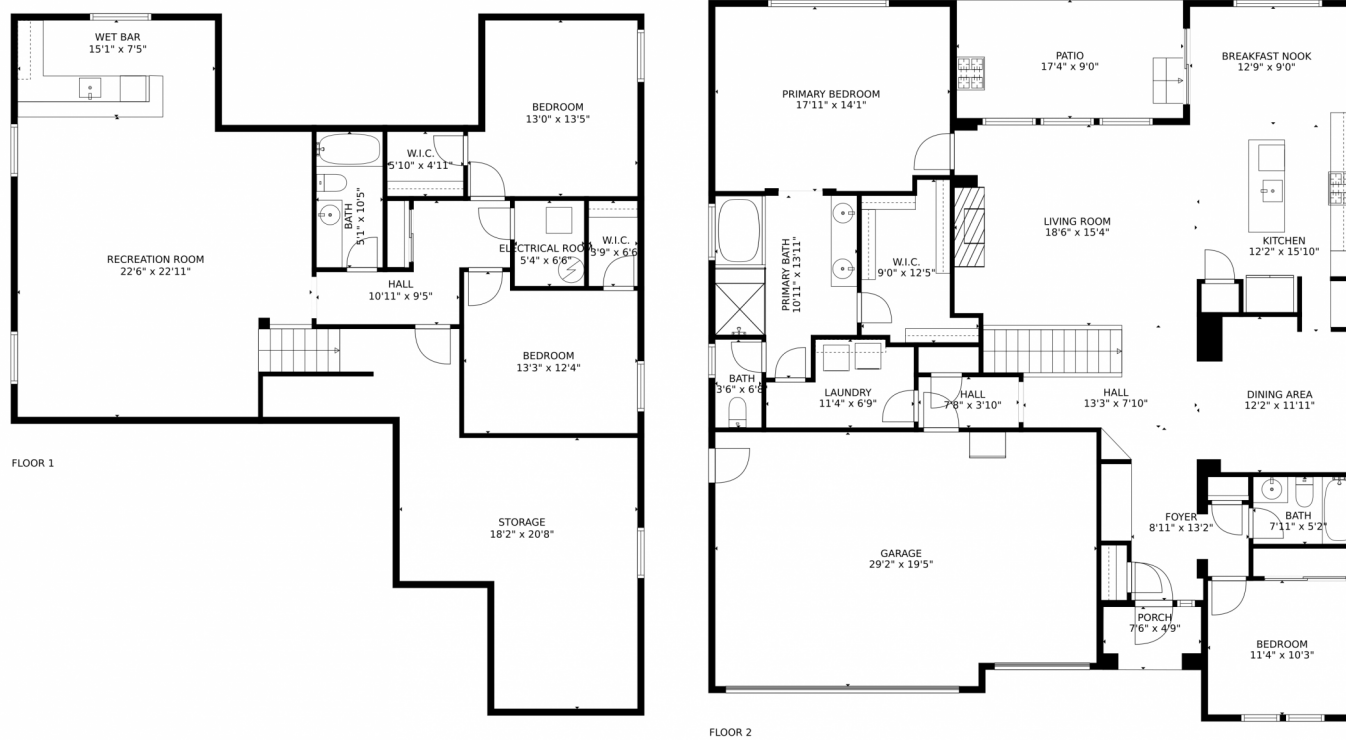 WET BAR
15'1" x 7'5"
BEDROOM
13'0" x 13'5"
W.I.C.
5'10" x 4'11"
BATH
5'1" x 10'5"
ELECTRICAL ROOM
5'4" x 6'6"
W.I.C.
3'9" x 6'6"
RECREATION ROOM
22'6" x 22'11"
HALL
10'11" x 9'5"
BEDROOM
13'3" x 12'4"
STORAGE
18'2" x 20'8"
FLOOR 1
PRIMARY BEDROOM
17'11" x 14'1"
PATIO
17'4" x 9'0"
BREAKFAST NOOK
12'9" x 9'0"
LIVING ROOM
18'6" x 15'4"
KITCHEN
12'2" x 15'10"
PRIMARY BATH
10'11" x 13'11"
W.I.C.
9'0" x 12'5"
BATH
3'6" x 6'8"
LAUNDRY
11'4" x 6'9"
HALL
7'8" x 3'10"
HALL
13'3" x 7'10"
DINING AREA
12'2" x 11'11"
GARAGE
29'2" x 19'5"
FOYER
8'11" x 13'2"
BATH
7'11" x 5'2"
PORCH
7'6" x 4'9"
BEDROOM
11'4" x 10'3"
FLOOR 2